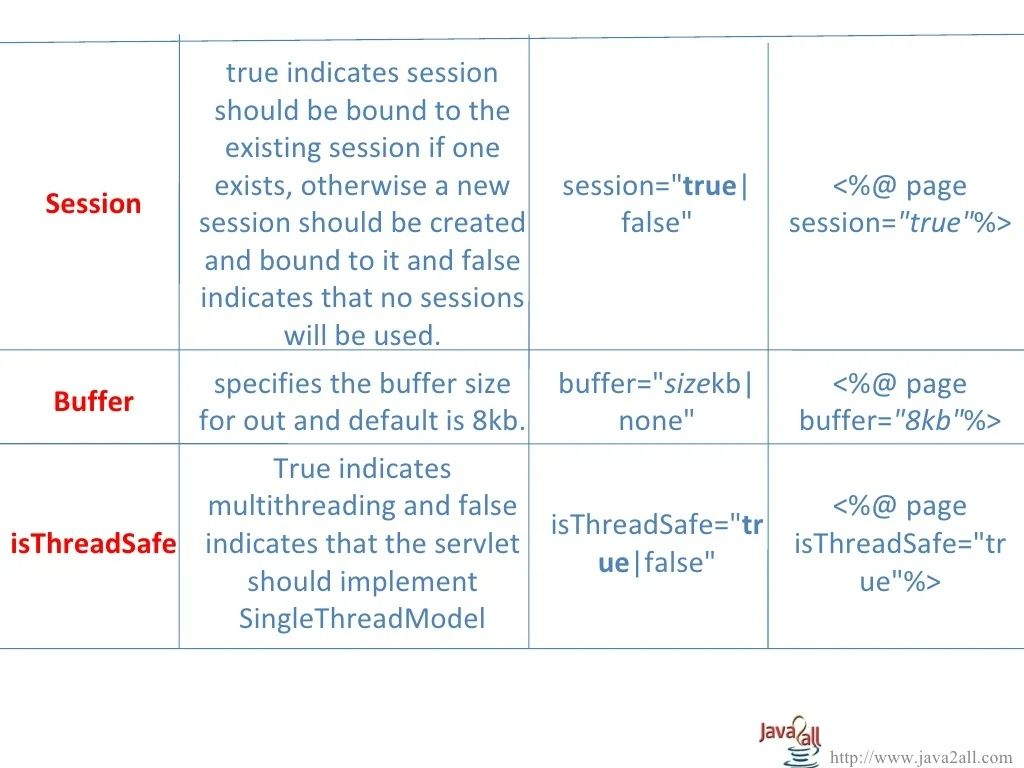 Session
true indicates session
should be bound to the
existing session if one
exists, otherwise a new
session should be created
and bound to it and false
indicates that no sessions
will be used.
session="true|
false"
<%@ page
session="true"%>
Buffer
specifies the buffer size
for out and default is 8kb.
buffer="sizekb|
none"
<%@ page
buffer="8kb"%>
isThreadSafe
True indicates
multithreading and false
indicates that the servlet
should implement
SingleThreadModel
isThreadSafe="tr
ue|false"
<%@ page
isThreadSafe="tr
ue"%>
Java2all
http://www.java2all.com